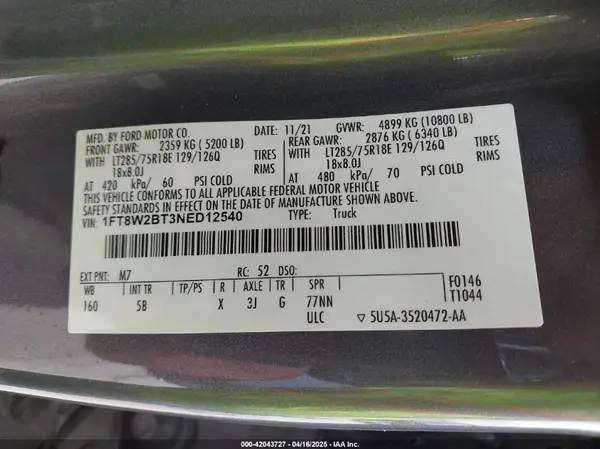 MFD. BY FORD MOTOR CO.
DATE: 11/21 GVWR: 4899 KG (10800 LB)
FRONT GAWR: 2359 KG ( 5200 LB) REAR GAWR: 2876 KG ( 6340 LB)
WITH LT285/75R18E 129/126Q TIRES WITH LT285/75R18E 129/126Q TIRES
18x8.0J RIMS 18x8.0J RIMS
AT 420 kPa/ 60 PSI COLD AT 480 kPa/ 70 PSI COLD
THIS VEHICLE CONFORMS TO ALL APPLICABLE FEDERAL MOTOR VEHICLE
SAFETY STANDARDS IN EFFECT ON THE DATE OF MANUFACTURE SHOWN ABOVE.
VIN: 1FT8W2BT3NED12540 TYPE: Truck
EXT PNT: M7 RC: 52 DSO:
WB INT TR TP/PS R AXLE TR SPR F0146
160 5B X 3J G 77NN T1044
ULC ▽ 5U5A-3520472-AA
000-42043727 - 04/16/2025 - IAA Inc.